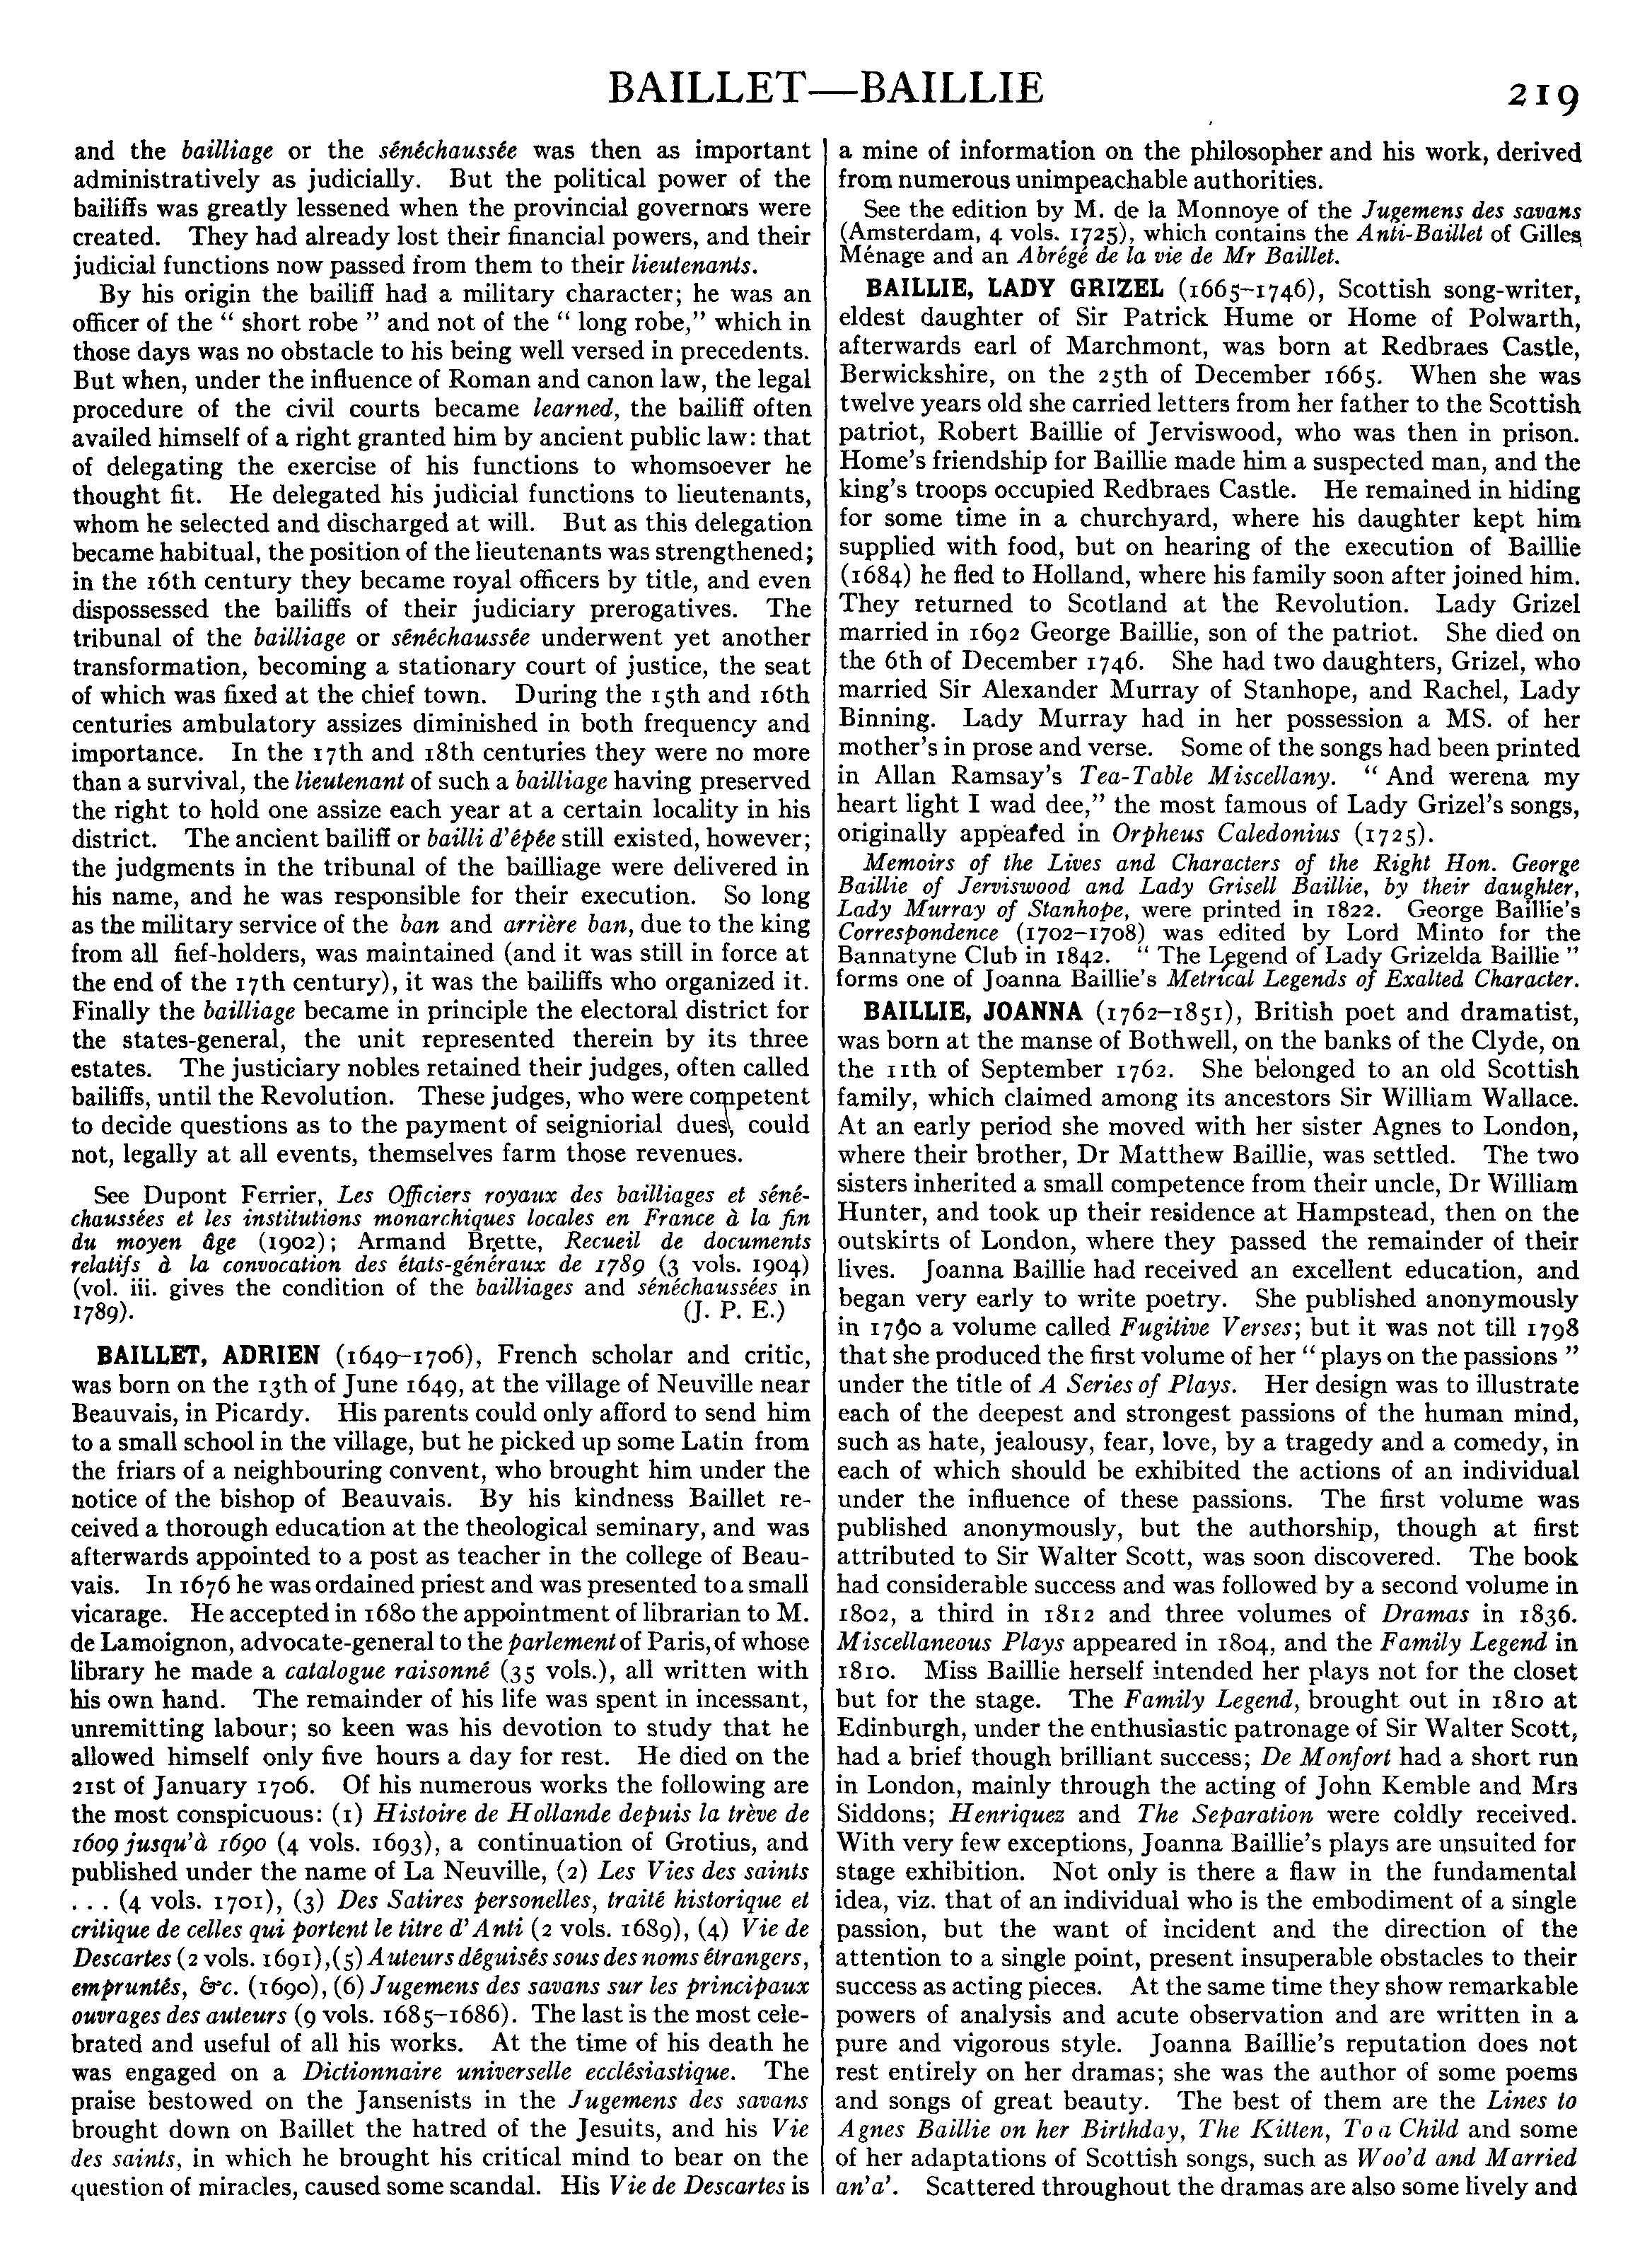 BAILLET—BAILLIE
219
and the bailliage or the sénéchaussée was then as important
administratively as judicially. But the political power of the
bailiffs was greatly lessened when the provincial governors were
created. They had already lost their financial powers, and their
judicial functions now passed from them to their lieutenants.
By his origin the bailiff had a military character; he was an
officer of the “ short robe ” and not of the “ long robe,” which in
those days was no obstacle to his being well versed in precedents.
But when, under the influence of Roman and canon law, the legal
procedure of the civil courts became learned, the bailiff often
availed himself of a right granted him by ancient public law: that
of delegating the exercise of his functions to whomsoever he
thought fit. He delegated his judicial functions to lieutenants,
whom he selected and discharged at will. But as this delegation
became habitual, the position of the lieutenants was strengthened;
in the 16th century they became royal officers by title, and even
dispossessed the bailiffs of their judiciary prerogatives. The
tribunal of the bailliage or sénéchaussée underwent yet another
transformation, becoming a stationary court of justice, the seat
of which was fixed at the chief town. During the 15th and 16th
centuries ambulatory assizes diminished in both frequency and
importance. In the 17th and 18th centuries they were no more
than a survival, the lieutenant of such a bailliage having preserved
the right to hold one assize each year at a certain locality in his
district. The ancient bailiff or bailli d'épée still existed, however;
the judgments in the tribunal of the bailliage were delivered in
his name, and he was responsible for their execution. So long
as the military service of the ban and arrière ban, due to the king
from all fief-holders, was maintained (and it was still in force at
the end of the 17th century), it was the bailiffs who organized it.
Finally the bailliage became in principle the electoral district for
the states-general, the unit represented therein by its three
estates. The justiciary nobles retained their judges, often called
bailiffs, until the Revolution. These judges, who were competent
to decide questions as to the payment of seigniorial dues, could
not, legally at all events, themselves farm those revenues.
See Dupont Ferrier, Les Officiers royaux des bailliages et séné-
chaussées et les institutions monarchiques locales en France à la fin
du moyen âge (1902); Armand Brette, Recueil de documents
relatifs à la convocation des états-généraux de 1789 (3 vols. 1904)
(vol. iii. gives the condition of the bailliages and sénéchaussées in
1789). (J. P. E.)
BAILLET, ADRIEN (1649–1706), French scholar and critic,
was born on the 13th of June 1649, at the village of Neuville near
Beauvais, in Picardy. His parents could only afford to send him
to a small school in the village, but he picked up some Latin from
the friars of a neighbouring convent, who brought him under the
notice of the bishop of Beauvais. By his kindness Baillet re-
ceived a thorough education at the theological seminary, and was
afterwards appointed to a post as teacher in the college of Beau-
vais. In 1676 he was ordained priest and was presented to a small
vicarage. He accepted in 1680 the appointment of librarian to M.
de Lamoignon, advocate-general to the parlement of Paris, of whose
library he made a catalogue raisonné (35 vols.), all written with
his own hand. The remainder of his life was spent in incessant,
unremitting labour; so keen was his devotion to study that he
allowed himself only five hours a day for rest. He died on the
21st of January 1706. Of his numerous works the following are
the most conspicuous: (1) Histoire de Hollande depuis la trève de
1609 jusqu'à 1690 (4 vols. 1693), a continuation of Grotius, and
published under the name of La Neuville, (2) Les Vies des saints
. . . (4 vols. 1701), (3) Des Satires personelles, traité historique et
critique de celles qui portent le titre d'Anti (2 vols. 1689), (4) Vie de
Descartes (2 vols. 1691), (5) Auteurs déguisés sous des noms étrangers,
empruntés, &c. (1690), (6) Jugemens des savans sur les principaux
ouvrages des auteurs (9 vols. 1685–1686). The last is the most cele-
brated and useful of all his works. At the time of his death he
was engaged on a Dictionnaire universelle ecclésiastique. The
praise bestowed on the Jansenists in the Jugemens des savans
brought down on Baillet the hatred of the Jesuits, and his Vie
des saints, in which he brought his critical mind to bear on the
question of miracles, caused some scandal. His Vie de Descartes is
a mine of information on the philosopher and his work, derived
from numerous unimpeachable authorities.
See the edition by M. de la Monnoye of the Jugemens des savans
(Amsterdam, 4 vols. 1725), which contains the Anti-Baillet of Gilles
Ménage and an Abrégé de la vie de Mr Baillet.
BAILLIE, LADY GRIZEL (1665–1746), Scottish song-writer,
eldest daughter of Sir Patrick Hume or Home of Polwarth,
afterwards earl of Marchmont, was born at Redbraes Castle,
Berwickshire, on the 25th of December 1665. When she was
twelve years old she carried letters from her father to the Scottish
patriot, Robert Baillie of Jerviswood, who was then in prison.
Home's friendship for Baillie made him a suspected man, and the
king's troops occupied Redbraes Castle. He remained in hiding
for some time in a churchyard, where his daughter kept him
supplied with food, but on hearing of the execution of Baillie
(1684) he fled to Holland, where his family soon after joined him.
They returned to Scotland at the Revolution. Lady Grizel
married in 1692 George Baillie, son of the patriot. She died on
the 6th of December 1746. She had two daughters, Grizel, who
married Sir Alexander Murray of Stanhope, and Rachel, Lady
Binning. Lady Murray had in her possession a MS. of her
mother's in prose and verse. Some of the songs had been printed
in Allan Ramsay's Tea-Table Miscellany. “ And werena my
heart light I wad dee,” the most famous of Lady Grizel's songs,
originally appeared in Orpheus Caledonius (1725).
Memoirs of the Lives and Characters of the Right Hon. George
Baillie of Jerviswood and Lady Grisell Baillie, by their daughter,
Lady Murray of Stanhope, were printed in 1822. George Baillie's
Correspondence (1702–1708) was edited by Lord Minto for the
Bannatyne Club in 1842. “ The Legend of Lady Grizelda Baillie ”
forms one of Joanna Baillie's Metrical Legends of Exalted Character.
BAILLIE, JOANNA (1762–1851), British poet and dramatist,
was born at the manse of Bothwell, on the banks of the Clyde, on
the 11th of September 1762. She belonged to an old Scottish
family, which claimed among its ancestors Sir William Wallace.
At an early period she moved with her sister Agnes to London,
where their brother, Dr Matthew Baillie, was settled. The two
sisters inherited a small competence from their uncle, Dr William
Hunter, and took up their residence at Hampstead, then on the
outskirts of London, where they passed the remainder of their
lives. Joanna Baillie had received an excellent education, and
began very early to write poetry. She published anonymously
in 1790 a volume called Fugitive Verses; but it was not till 1798
that she produced the first volume of her “ plays on the passions ”
under the title of A Series of Plays. Her design was to illustrate
each of the deepest and strongest passions of the human mind,
such as hate, jealousy, fear, love, by a tragedy and a comedy, in
each of which should be exhibited the actions of an individual
under the influence of these passions. The first volume was
published anonymously, but the authorship, though at first
attributed to Sir Walter Scott, was soon discovered. The book
had considerable success and was followed by a second volume in
1802, a third in 1812 and three volumes of Dramas in 1836.
Miscellaneous Plays appeared in 1804, and the Family Legend in
1810. Miss Baillie herself intended her plays not for the closet
but for the stage. The Family Legend, brought out in 1810 at
Edinburgh, under the enthusiastic patronage of Sir Walter Scott,
had a brief though brilliant success; De Monfort had a short run
in London, mainly through the acting of John Kemble and Mrs
Siddons; Henriquez and The Separation were coldly received.
With very few exceptions, Joanna Baillie's plays are unsuited for
stage exhibition. Not only is there a flaw in the fundamental
idea, viz. that of an individual who is the embodiment of a single
passion, but the want of incident and the direction of the
attention to a single point, present insuperable obstacles to their
success as acting pieces. At the same time they show remarkable
powers of analysis and acute observation and are written in a
pure and vigorous style. Joanna Baillie's reputation does not
rest entirely on her dramas; she was the author of some poems
and songs of great beauty. The best of them are the Lines to
Agnes Baillie on her Birthday, The Kitten, To a Child and some
of her adaptations of Scottish songs, such as Woo'd and Married
an'a'. Scattered throughout the dramas are also some lively and